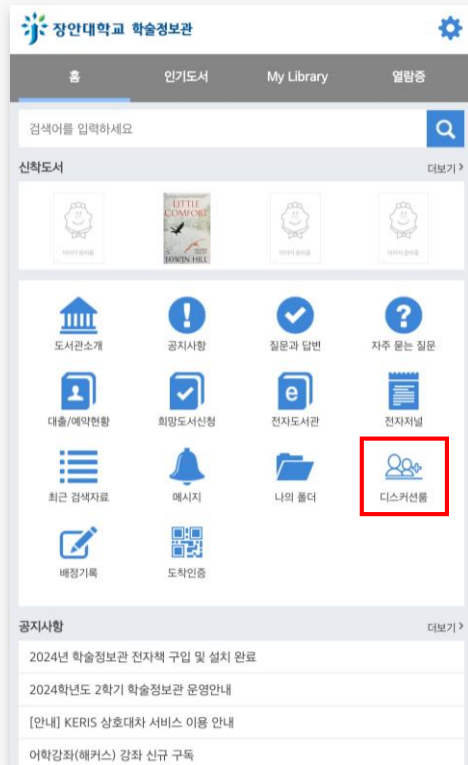 장안대학교 학술정보관
홈 인기도서 My Library 열람증
검색어를 입력하세요
신착도서 더보기 >
LITTLE
COMFORT
EDWIN HILL
도서관소개 공지사항 질문과 답변 자주 묻는 질문
대출/예약현황 희망도서신청 전자도서관 전자저널
최근 검색자료 메시지 나의 폴더 디스커션룸
배정기록 도착인증
공지사항 더보기 >
2024년 학술정보관 전자책 구입 및 설치 완료
2024학년도 2학기 학술정보관 운영안내
[안내] KERIS 상호대차 서비스 이용 안내
어학강좌(해커스) 강좌 신규 구독